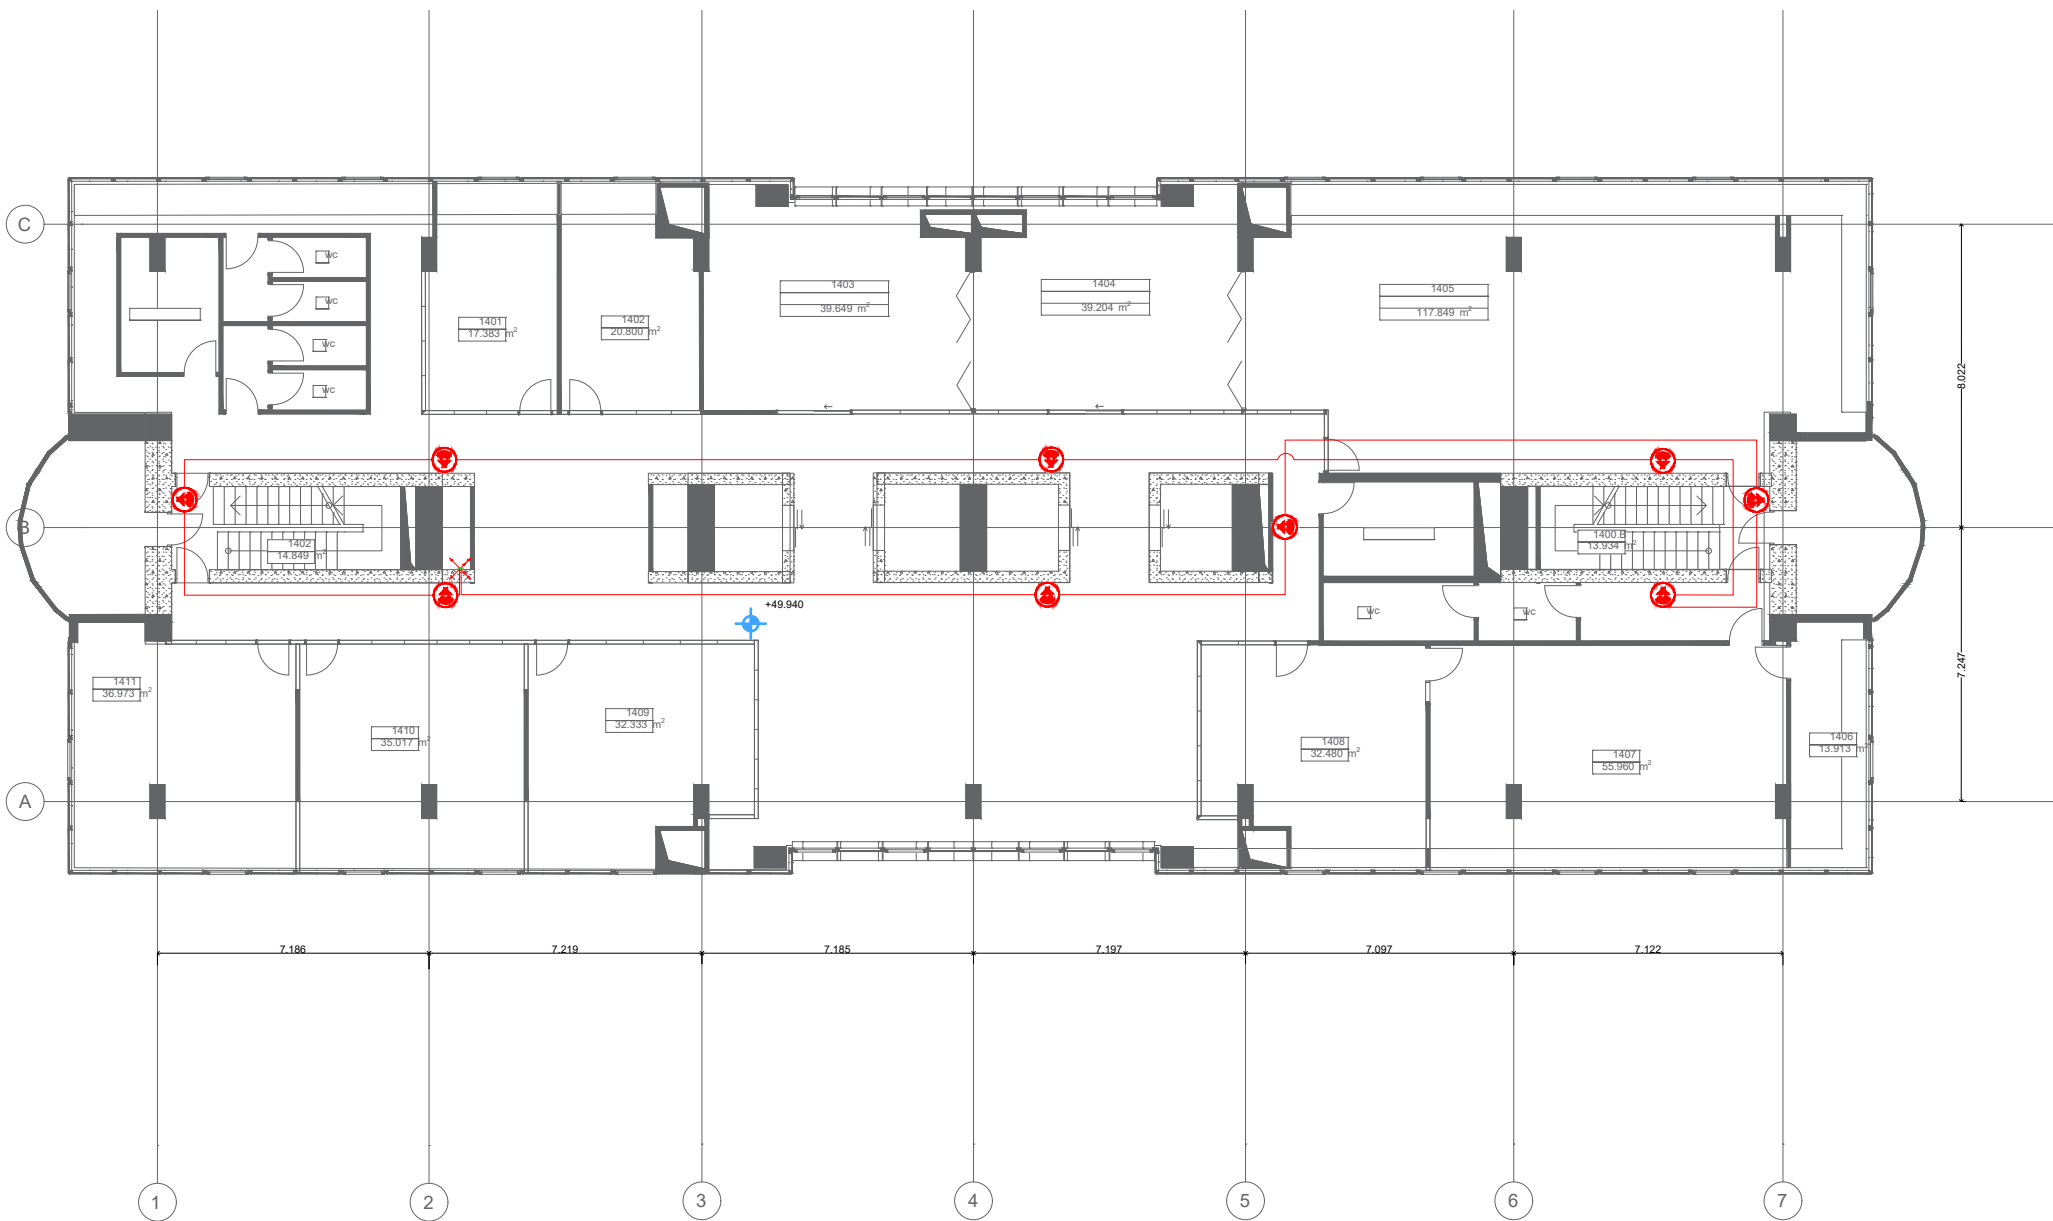 C
WC
WC
WC
WC
1401
17.383 m²
1402
20.800 m²
1403
39.649 m²
1404
39.204 m²
1405
117.849 m²
8.022
B
1402
14.849 m²
1400.B
13.934 m²
+49.940
WC
WC
7.247
1411
36.973 m²
1410
35.017 m²
1409
32.333 m²
1408
32.480 m²
1407
55.960 m²
1406
13.913 m²
A
7.186
7.219
7.185
7.197
7.097
7.122
1
2
3
4
5
6
7